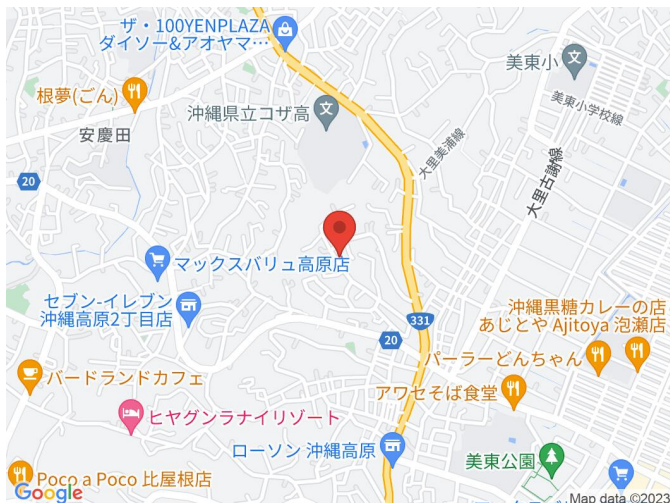 ザ・100YENPLAZA
ダイソー&アオヤマ…
美東小
根夢(ごん)
沖縄県立コザ高
美東小学校線
安慶田
大里美浦線
20
大里古謝線
マックスバリュ高原店
セブン-イレブン
沖縄高原2丁目店
沖縄黒糖カレーの店
あじとや Ajitoya 泡瀬店
331
20
パーラーどんちゃん
バードランドカフェ
アワセそば食堂
ヒヤグンラナイリゾート
ローソン 沖縄高原
美東公園
Poco a Poco 比屋根店
Google
Map data ©2023